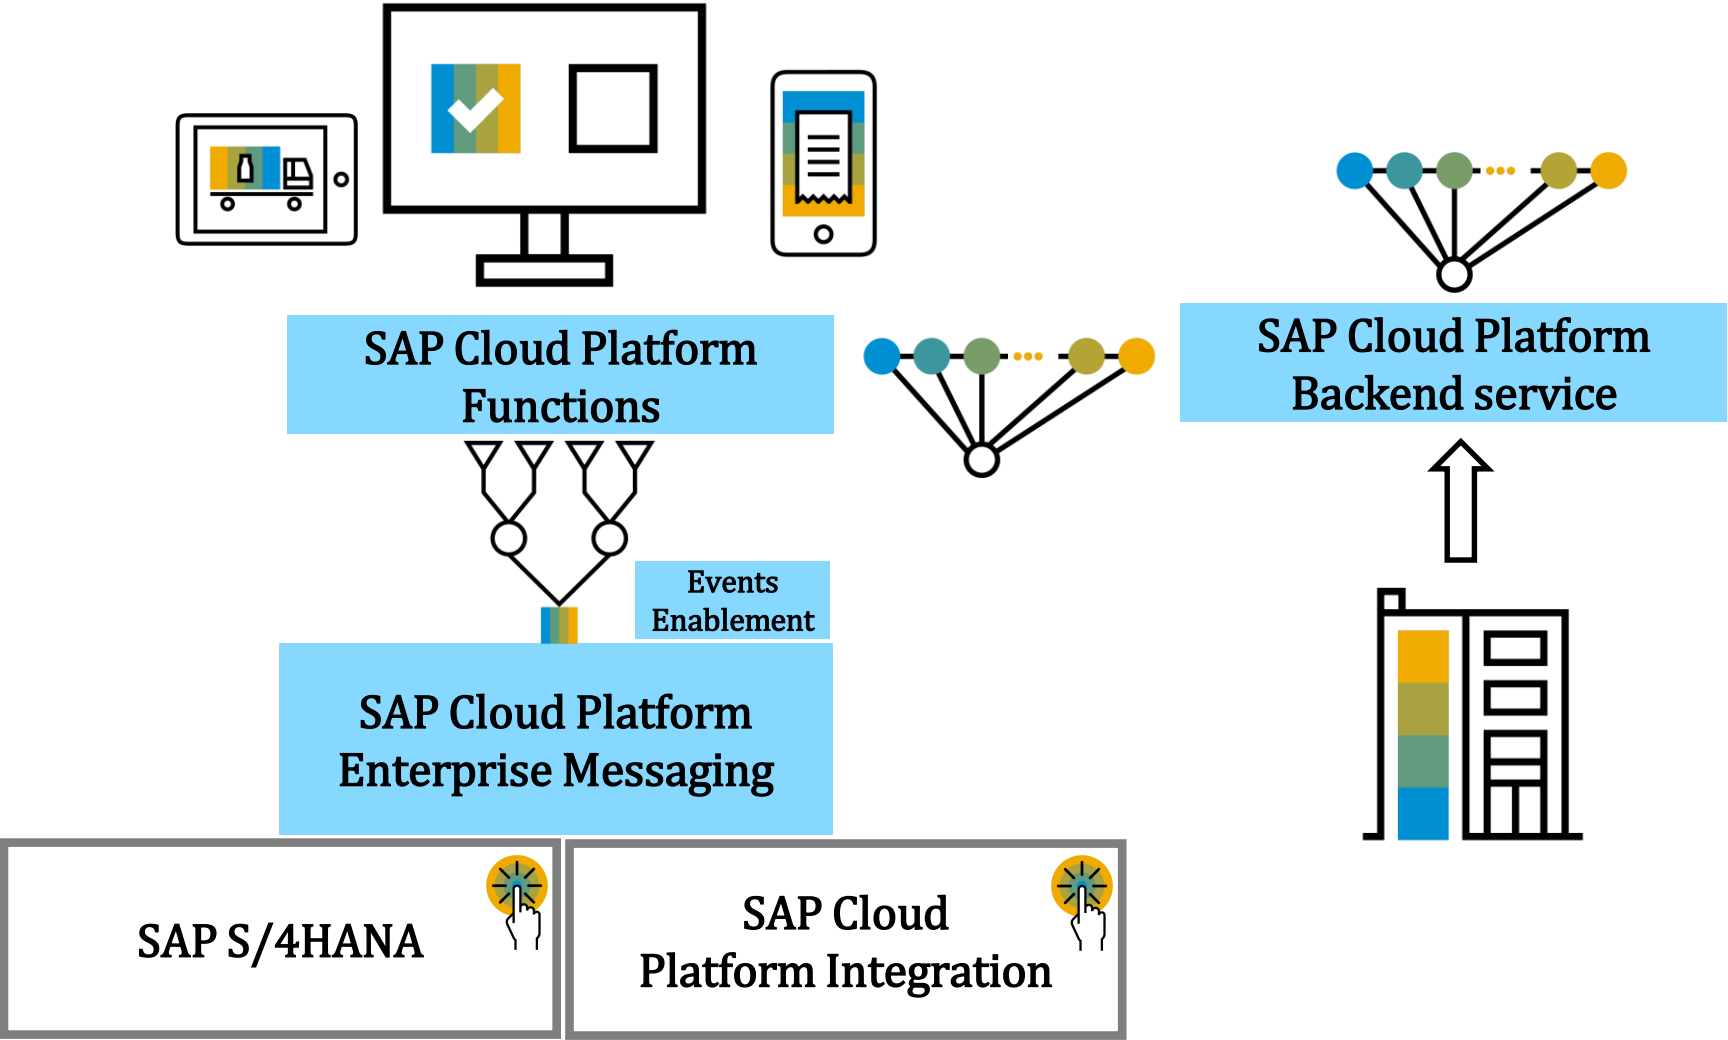 SAP Cloud Platform
Functions
SAP Cloud Platform
Backend service
Events
Enablement
SAP Cloud Platform
Enterprise Messaging
SAP S/4HANA
SAP Cloud
Platform Integration